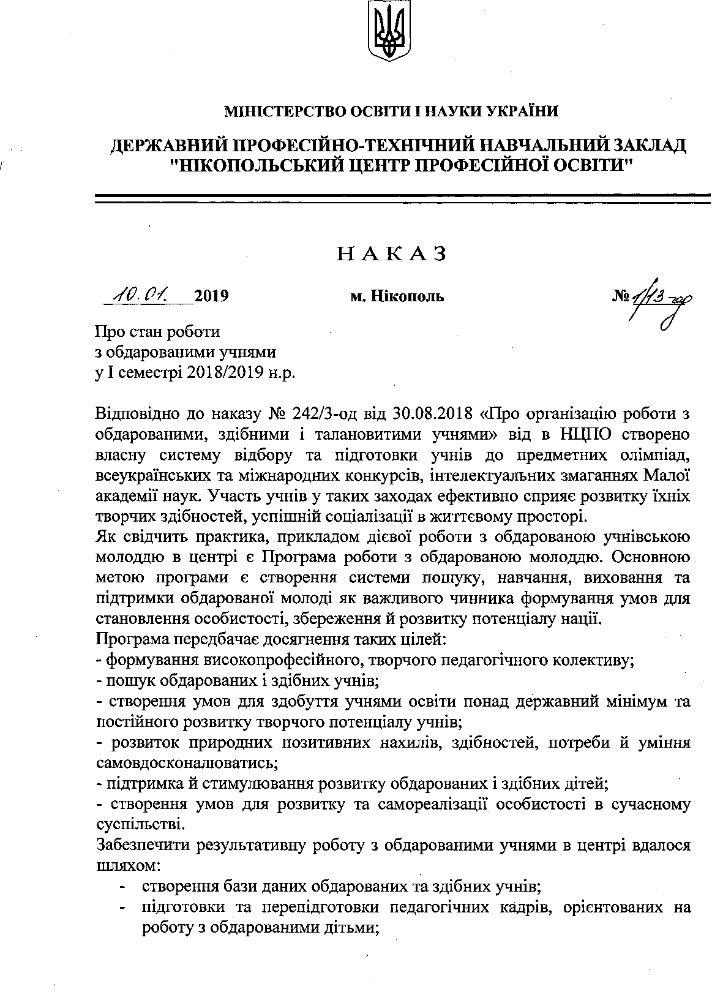 МІНІСТЕРСТВО ОСВІТИ І НАУКИ УКРАЇНИ
ДЕРЖАВНИЙ ПРОФЕСІЙНО-ТЕХНІЧНИЙ НАВЧАЛЬНИЙ ЗАКЛАД
"НІКОПОЛЬСЬКИЙ ЦЕНТР ПРОФЕСІЙНОЇ ОСВІТИ"
Н А К А З
10.01. 2019 м. Нікополь № 1/13-
Про стан роботи
з обдарованими учнями
у І семестрі 2018/2019 н.р.
Відповідно до наказу № 242/3-од від 30.08.2018 «Про організацію роботи з
обдарованими, здібними і талановитими учнями» від в НЦПО створено
власну систему відбору та підготовки учнів до предметних олімпіад,
всеукраїнських та міжнародних конкурсів, інтелектуальних змаганнях Малої
академії наук. Участь учнів у таких заходах ефективно сприяє розвитку їхніх
творчих здібностей, успішній соціалізації в життєвому просторі.
Як свідчить практика, прикладом дієвої роботи з обдарованою учнівською
молоддю в центрі є Програма роботи з обдарованою молоддю. Основною
метою програми є створення системи пошуку, навчання, виховання та
підтримки обдарованої молоді як важливого чинника формування умов для
становлення особистості, збереження й розвитку потенціалу нації.
Програма передбачає досягнення таких цілей:
- формування високопрофесійного, творчого педагогічного колективу;
- пошук обдарованих і здібних учнів;
- створення умов для здобуття учнями освіти понад державний мінімум та
постійного розвитку творчого потенціалу учнів;
- розвиток природних позитивних нахилів, здібностей, потреби й уміння
самовдосконалюватись;
- підтримка й стимулювання розвитку обдарованих і здібних дітей;
- створення умов для розвитку та самореалізації особистості в сучасному
суспільстві.
Забезпечити результативну роботу з обдарованими учнями в центрі вдалося
шляхом:
- створення бази даних обдарованих та здібних учнів;
- підготовки та перепідготовки педагогічних кадрів, орієнтованих на
роботу з обдарованими дітьми;